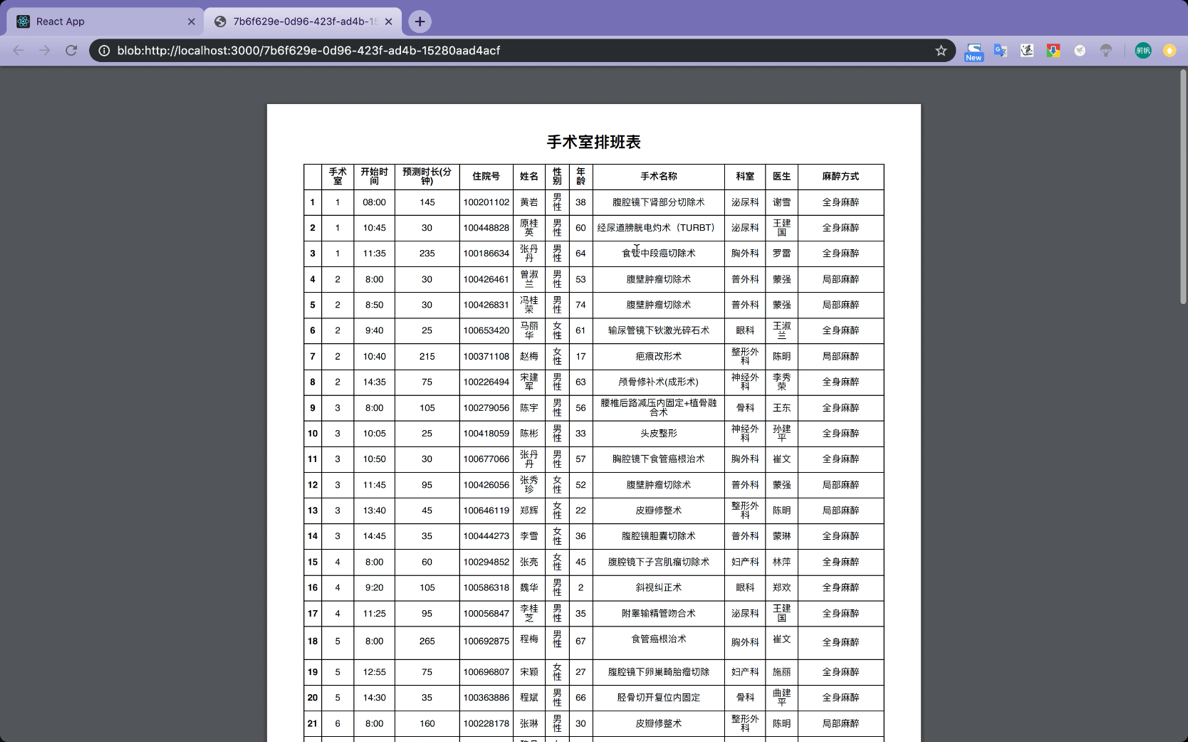 React App
7b6f629e-0d96-423f-ad4b-15
blob:http://localhost:3000/7b6f629e-0d96-423f-ad4b-15280aad4acf
New
手术室排班表
手术室 开始时间 预测时长(分钟) 住院号 姓名 性别 年龄 手术名称 科室 医生 麻醉方式
1 1 08:00 145 100201102 黄岩 男性 38 腹腔镜下肾部分切除术 泌尿科 谢雪 全身麻醉
2 1 10:45 30 100448828 原桂英 男性 60 经尿道膀胱电灼术（TURBT） 泌尿科 王建国 全身麻醉
3 1 11:35 235 100186634 张丹丹 男性 64 食管中段癌切除术 胸外科 罗雷 全身麻醉
4 2 8:00 30 100426461 曾淑兰 男性 53 腹壁肿瘤切除术 普外科 蒙强 局部麻醉
5 2 8:50 30 100426831 冯桂荣 男性 74 腹壁肿瘤切除术 普外科 蒙强 局部麻醉
6 2 9:40 25 100653420 马丽华 女性 61 输尿管镜下钬激光碎石术 眼科 王淑兰 全身麻醉
7 2 10:40 215 100371108 赵梅 女性 17 疤痕改形术 整形外科 陈明 局部麻醉
8 2 14:35 75 100226494 宋建军 男性 63 颅骨修补术(成形术) 神经外科 李秀荣 全身麻醉
9 3 8:00 105 100279056 陈宇 男性 56 腰椎后路减压内固定+植骨融合术 骨科 王东 全身麻醉
10 3 10:05 25 100418059 陈彬 男性 33 头皮整形 神经外科 孙建平 全身麻醉
11 3 10:50 30 100677066 张丹丹 男性 57 胸腔镜下食管癌根治术 胸外科 崔文 全身麻醉
12 3 11:45 95 100426056 张秀珍 女性 52 腹壁肿瘤切除术 普外科 蒙强 局部麻醉
13 3 13:40 45 100646119 郑辉 女性 22 皮瓣修整术 整形外科 陈明 局部麻醉
14 3 14:45 35 100444273 李雪 女性 36 腹腔镜胆囊切除术 普外科 蒙琳 全身麻醉
15 4 8:00 60 100294852 张亮 女性 45 腹腔镜下子宫肌瘤切除术 妇产科 林萍 全身麻醉
16 4 9:20 105 100586318 魏华 男性 2 斜视纠正术 眼科 郑欢 全身麻醉
17 4 11:25 95 100056847 李桂芝 男性 35 附睾输精管吻合术 泌尿科 王建国 全身麻醉
18 5 8:00 265 100692875 程梅 男性 67 食管癌根治术 胸外科 崔文 全身麻醉
19 5 12:55 75 100696807 宋颖 女性 27 腹腔镜下卵巢畸胎瘤切除 妇产科 施丽 全身麻醉
20 5 14:30 35 100363886 程斌 男性 66 胫骨切开复位内固定 骨科 曲建平 全身麻醉
21 6 8:00 160 100228178 张琳 男性 30 皮瓣修整术 整形外科 陈明 局部麻醉